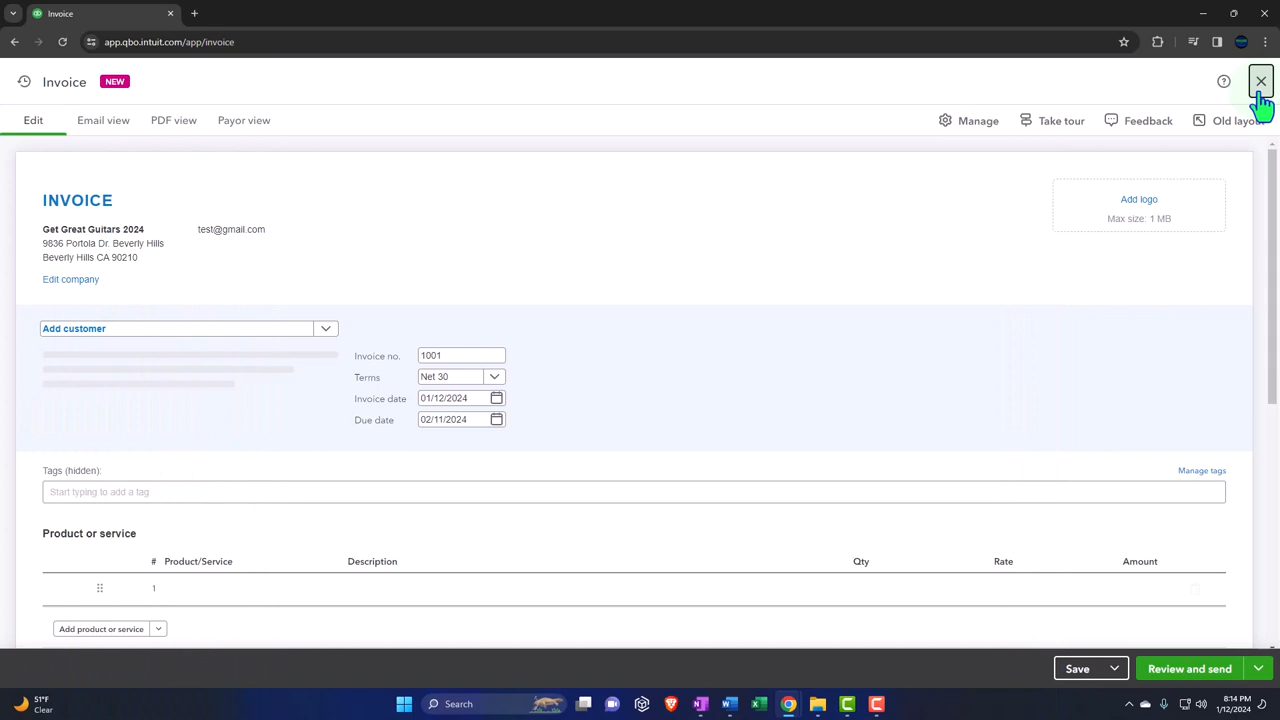 Invoice
app.qbo.intuit.com/app/invoice
Invoice NEW
Edit Email view PDF view Payor view Manage Take tour Feedback Old layout
INVOICE
Add logo
Max size: 1 MB
Get Great Guitars 2024 test@gmail.com
9836 Portola Dr. Beverly Hills
Beverly Hills CA 90210
Edit company
Add customer
Invoice no. 1001
Terms Net 30
Invoice date 01/12/2024
Due date 02/11/2024
Tags (hidden): Manage tags
Start typing to add a tag
Product or service
# Product/Service Description Qty Rate Amount
1
Add product or service
Save Review and send
51°F
Clear
Search
8:14 PM
1/12/2024